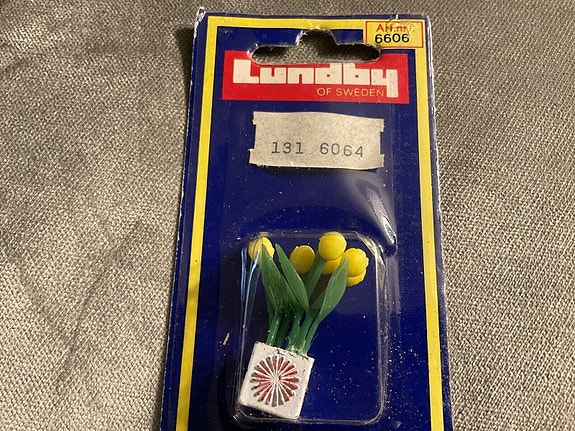 Art.nr.
6606
Lundby
OF SWEDEN
131 6064